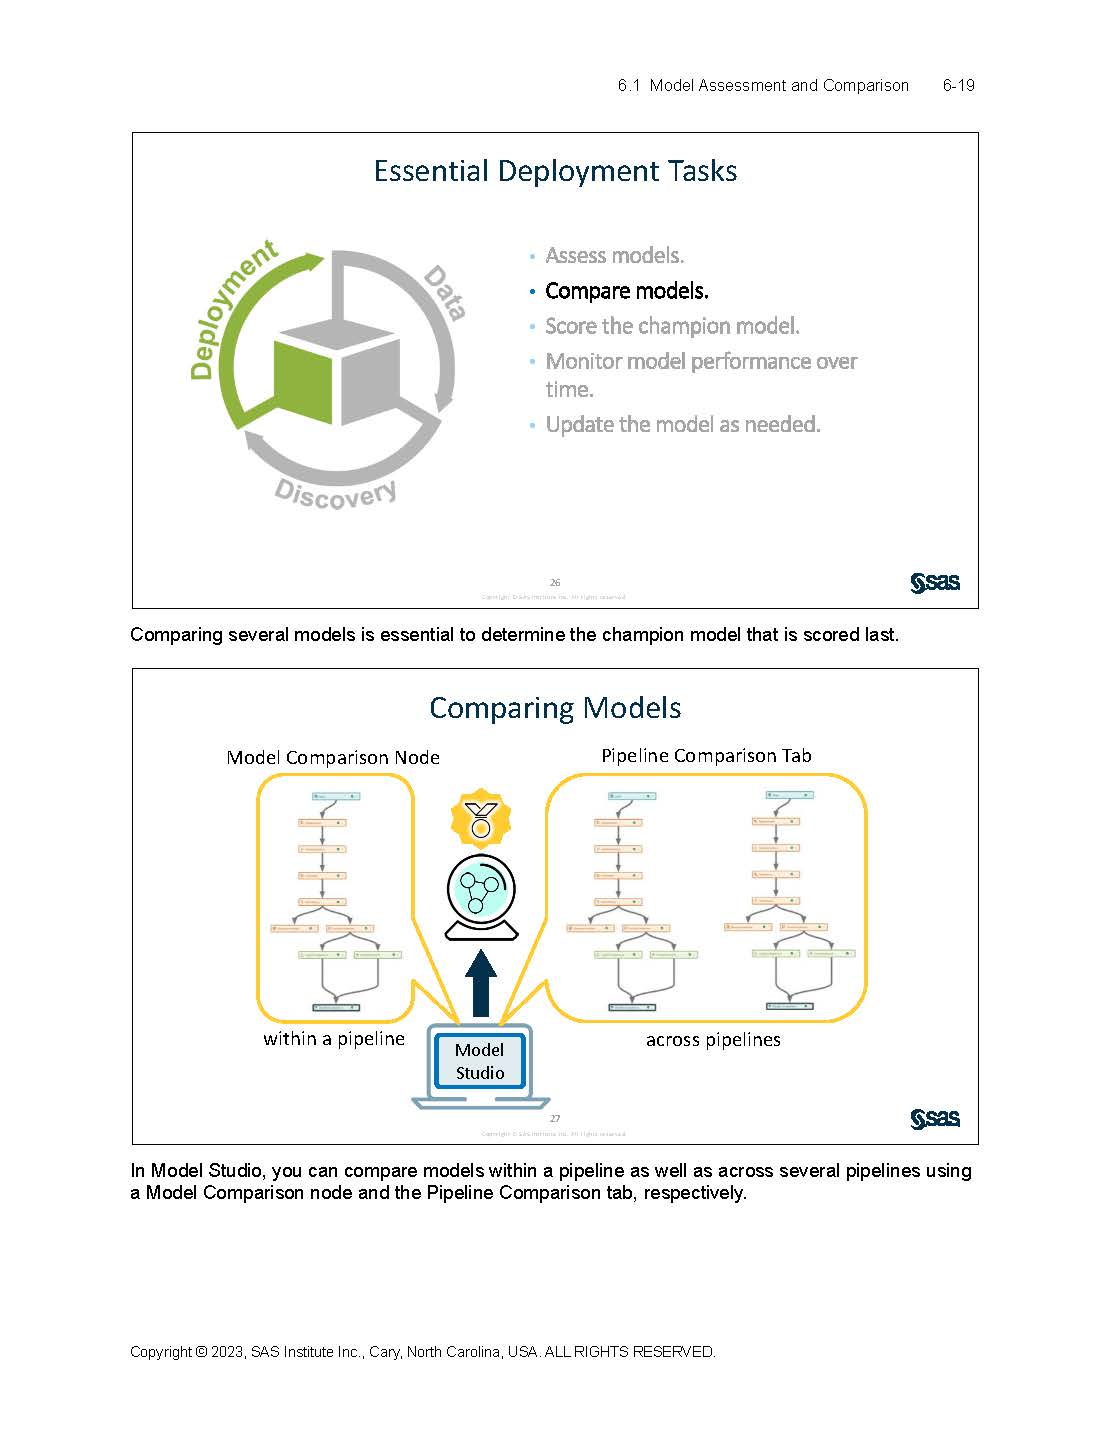 6.1 Model Assessment and Comparison 6-19
Essential Deployment Tasks
Deployment
Data
Discovery
• Assess models.
• Compare models.
• Score the champion model.
• Monitor model performance over
time.
• Update the model as needed.
26
Copyright © SAS Institute Inc. All rights reserved.
sas
Comparing several models is essential to determine the champion model that is scored last.
Comparing Models
Model Comparison Node
Pipeline Comparison Tab
within a pipeline
across pipelines
Model
Studio
27
Copyright © SAS Institute Inc. All rights reserved.
sas
In Model Studio, you can compare models within a pipeline as well as across several pipelines using
a Model Comparison node and the Pipeline Comparison tab, respectively.
Copyright © 2023, SAS Institute Inc., Cary, North Carolina, USA. ALL RIGHTS RESERVED.